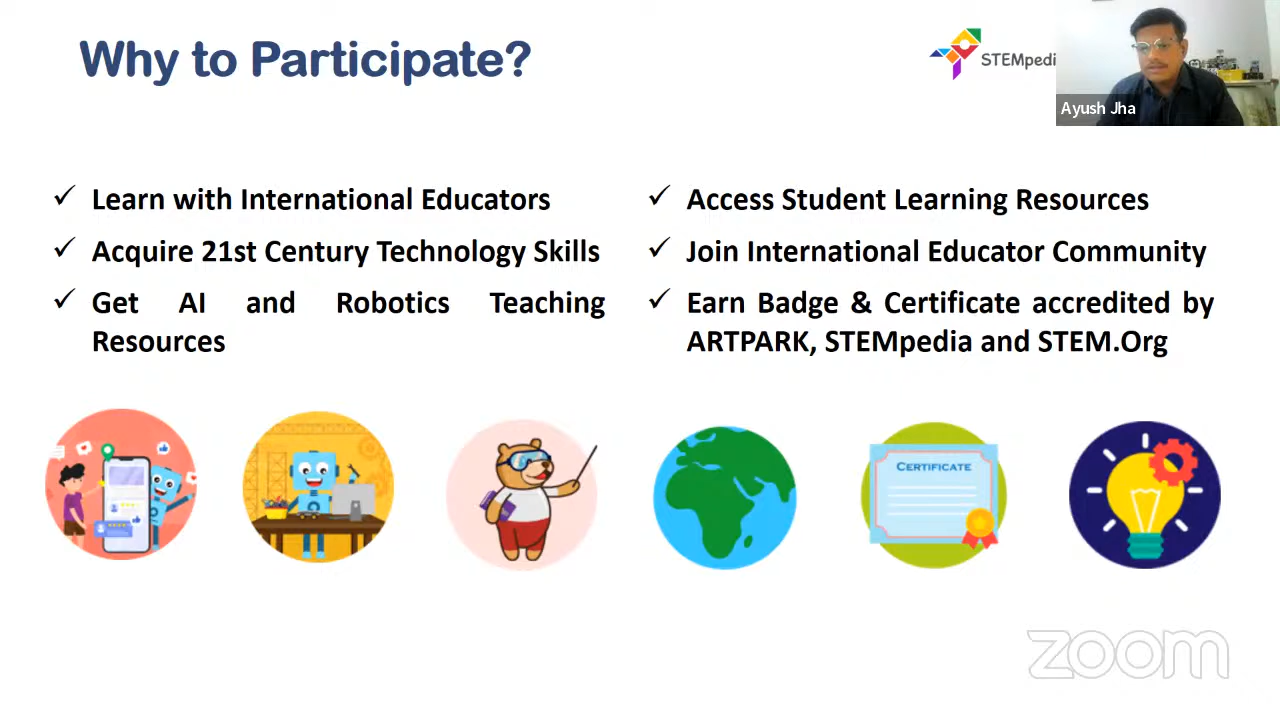 Why to Participate?
STEMpedi
Ayush Jha
✓ Learn with International Educators
✓ Acquire 21st Century Technology Skills
✓ Get AI and Robotics Teaching
Resources
✓ Access Student Learning Resources
✓ Join International Educator Community
✓ Earn Badge & Certificate accredited by
ARTPARK, STEMpedia and STEM.Org
CERTIFICATE
zoom